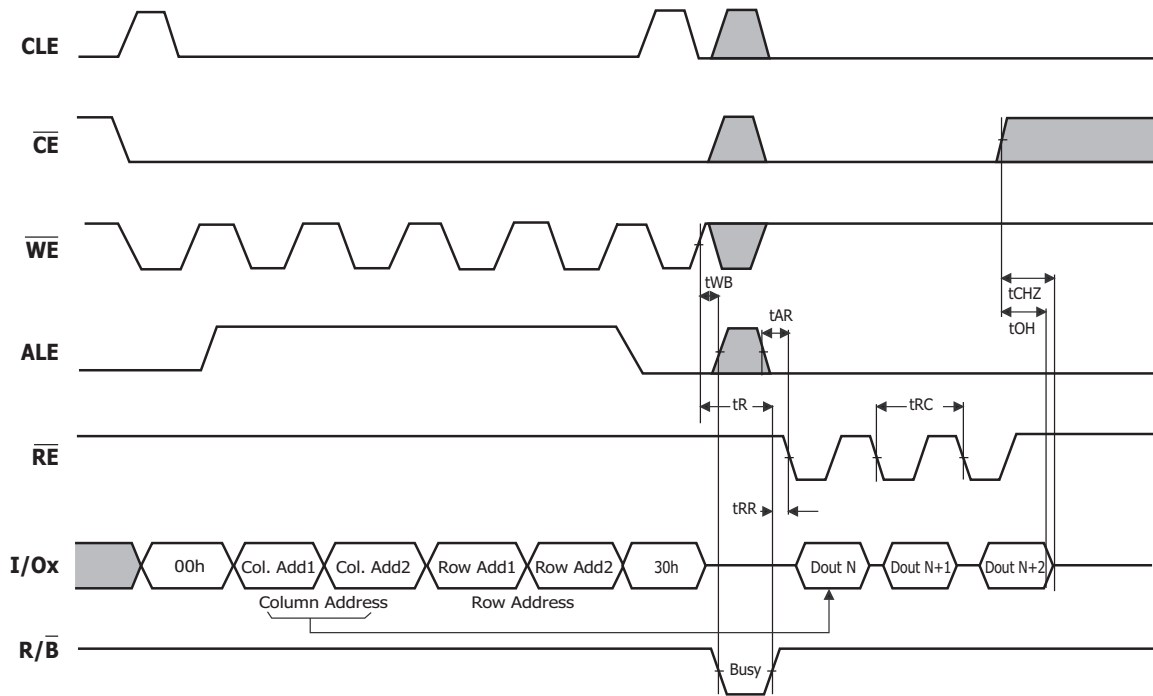 CLE
CE
WE
tWB
tCHZ
tAR
tOH
ALE
tR
tRC
RE
tRR
I/Ox
00h
Col. Add1
Col. Add2
Row Add1
Row Add2
30h
Dout N
Dout N+1
Dout N+2
Column Address
Row Address
R/B
Busy